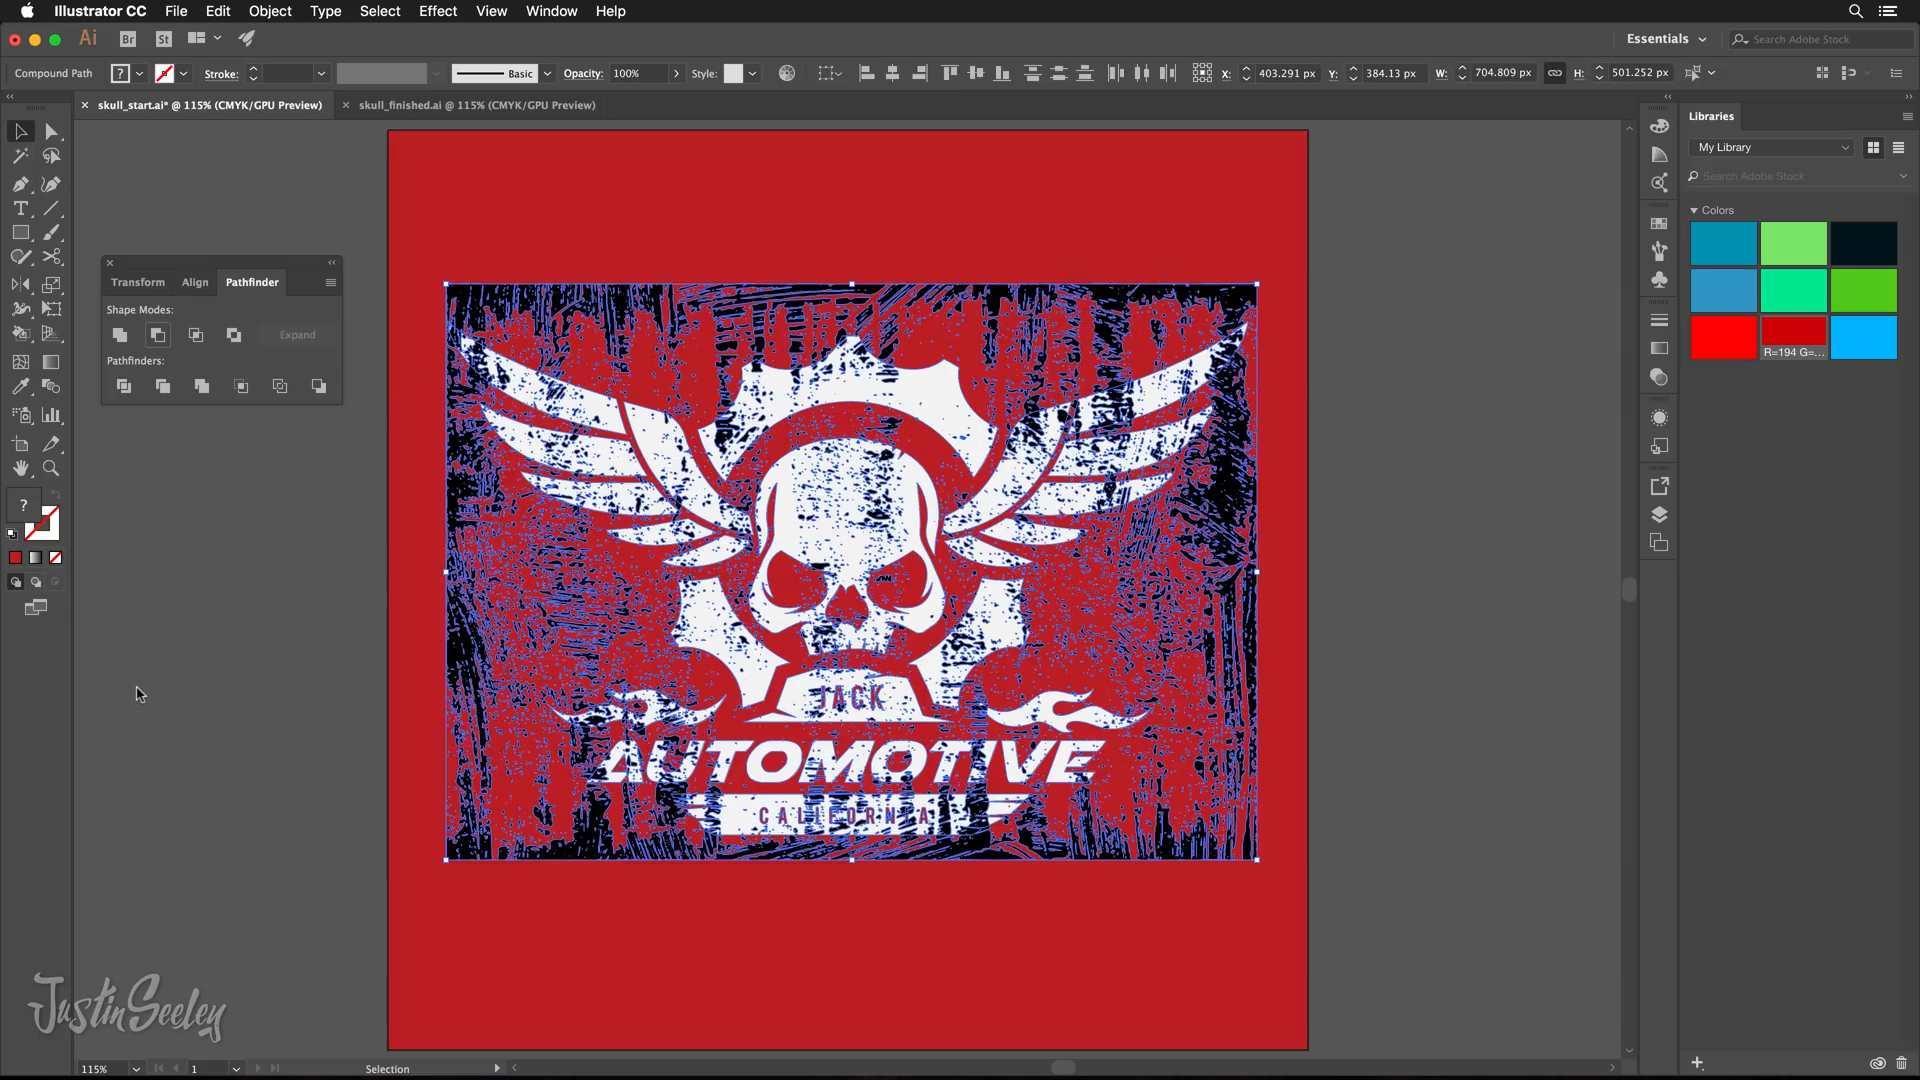 Illustrator CC File Edit Object Type Select Effect View Window Help
Ai Br St Essentials Search Adobe Stock
Compound Path ? Stroke: Basic Opacity: 100% Style: X: 403.291 px Y: 384.13 px W: 704.809 px H: 501.252 px
skull_start.ai* @ 115% (CMYK/GPU Preview) skull_finished.ai @ 115% (CMYK/GPU Preview)
Libraries
My Library
Search Adobe Stock
Colors
R=194 G=...
Transform Align Pathfinder
Shape Modes:
Expand
Pathfinders:
?
JACK
AUTOMOTIVE
CALIFORNIA
JustinSeeley
115% 1 Selection